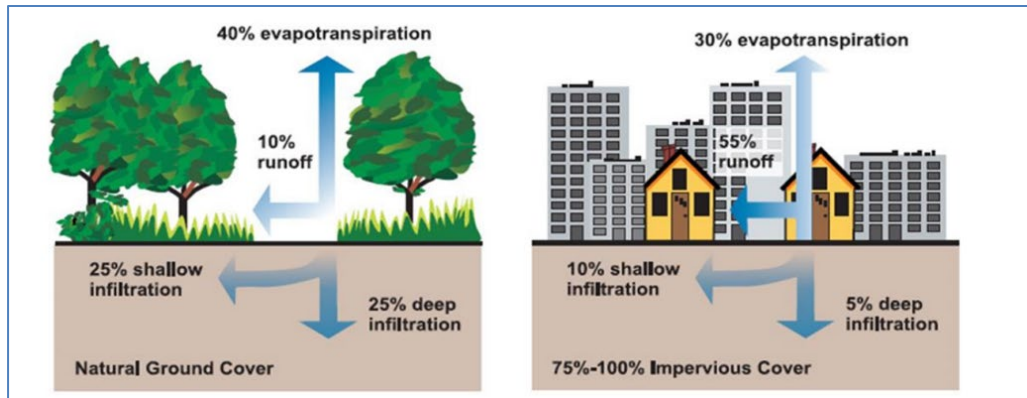 40% evapotranspiration
10%
runoff
25% shallow
infiltration
25% deep
infiltration
Natural Ground Cover
30% evapotranspiration
55%
runoff
10% shallow
infiltration
5% deep
infiltration
75%-100% Impervious Cover